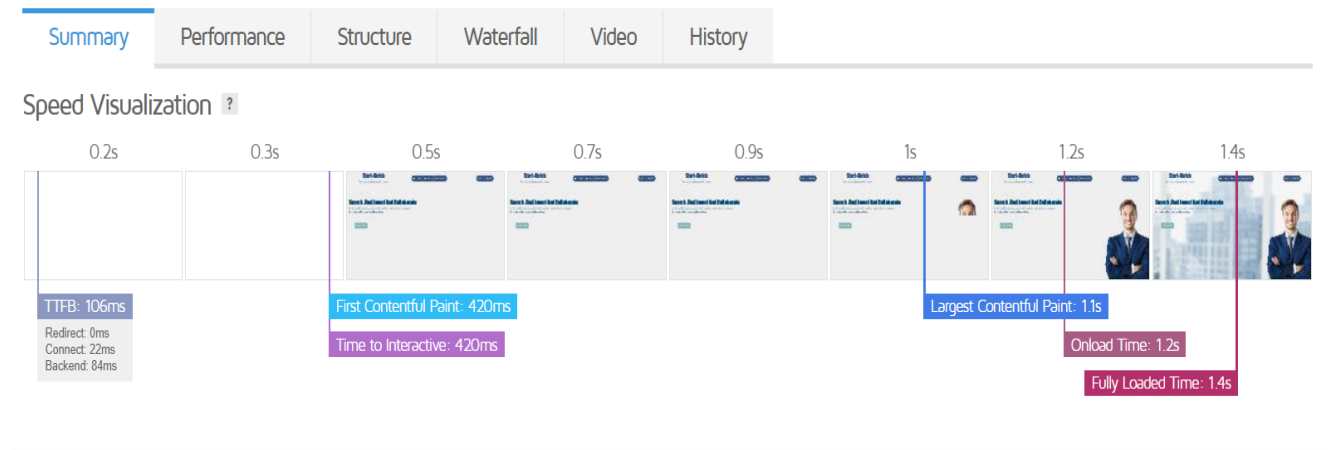 Summary Performance Structure Waterfall Video History
Speed Visualization ?
0.2s 0.3s 0.5s 0.7s 0.9s 1s 1.2s 1.4s
TTFB: 106ms First Contentful Paint: 420ms Largest Contentful Paint: 1.1s
Redirect: 0ms
Connect: 22ms
Backend: 84ms
Time to Interactive: 420ms Onload Time: 1.2s
Fully Loaded Time: 1.4s